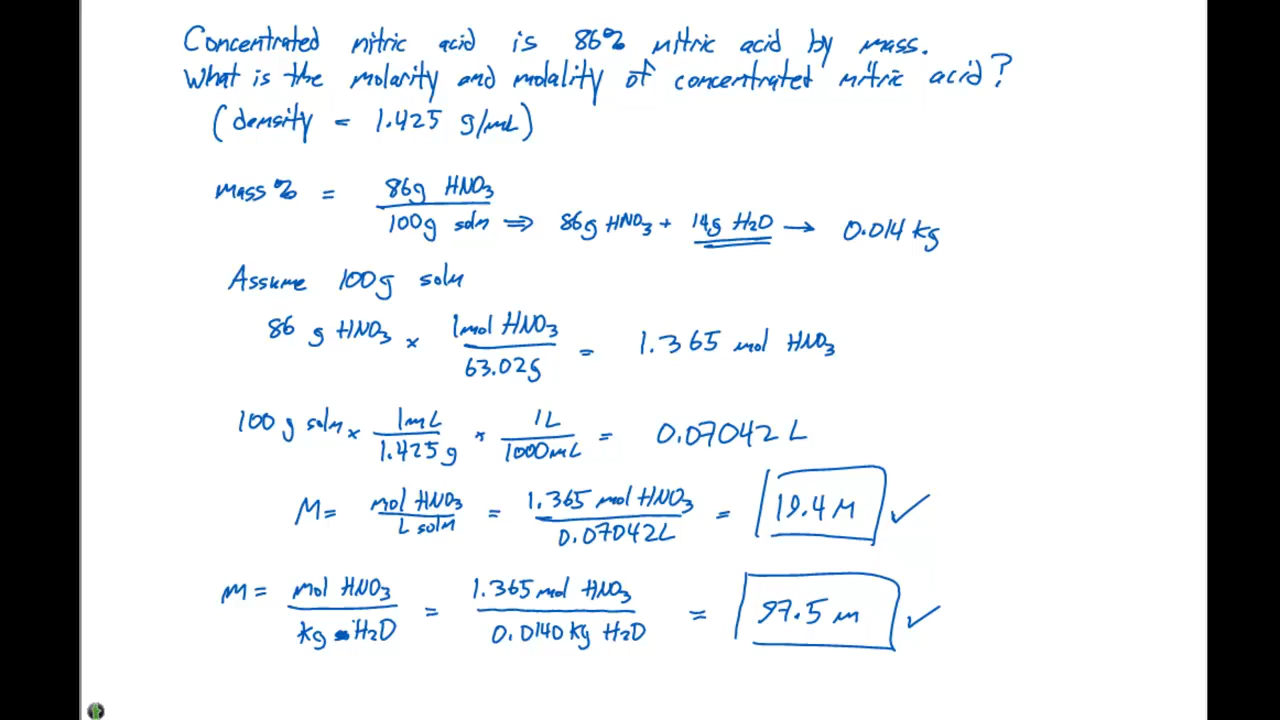 Concentrated nitric acid is 86% nitric acid by mass.
What is the molarity and molality of concentrated nitric acid?
(density = 1.425 g/mL)
mass % = 86g HNO₃ / 100g soln ⇒ 86g HNO₃ + 14g H₂O → 0.014 kg
Assume 100g soln
86 g HNO₃ × 1mol HNO₃ / 63.02g = 1.365 mol HNO₃
100 g soln × 1mL / 1.425g × 1L / 1000mL = 0.07042 L
M = mol HNO₃ / L soln = 1.365 mol HNO₃ / 0.07042L = 19.4 M ✓
m = mol HNO₃ / kg H₂O = 1.365 mol HNO₃ / 0.0140 kg H₂O = 97.5 m ✓